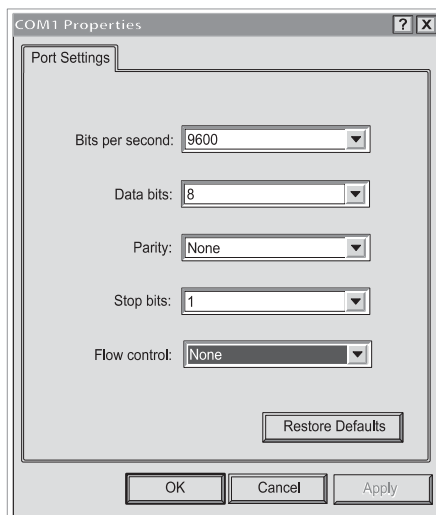 COM1 Properties ? X
Port Settings
Bits per second: 9600
Data bits: 8
Parity: None
Stop bits: 1
Flow control: None
Restore Defaults
OK Cancel Apply